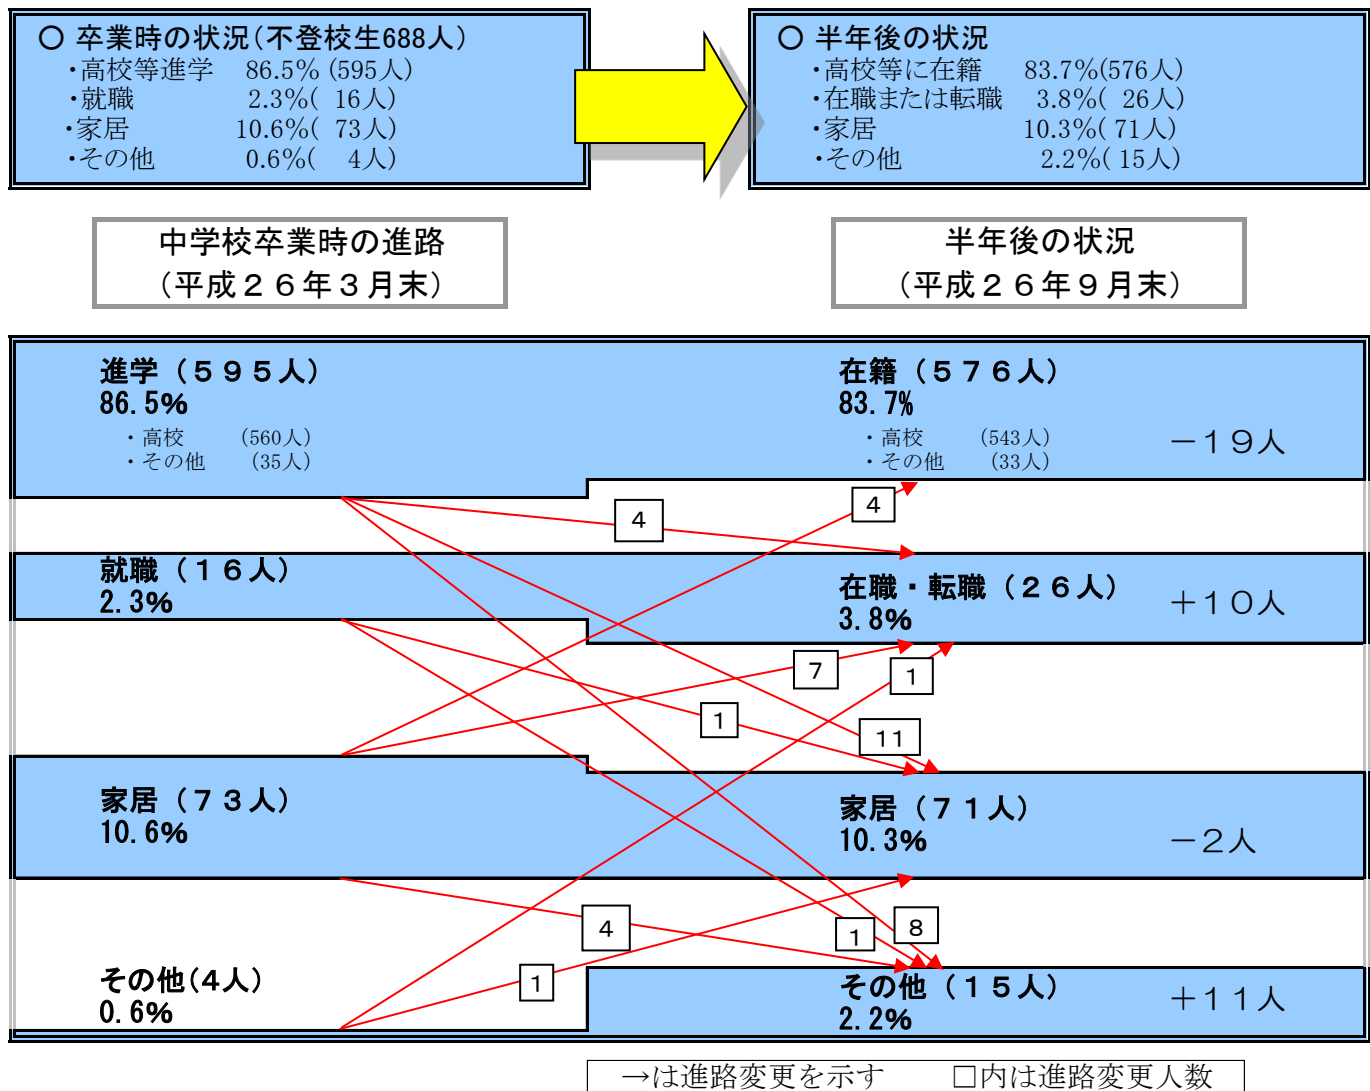 ○ 卒業時の状況(不登校生688人)
・高校等進学 86.5% (595人)
・就職 2.3%( 16人)
・家居 10.6%( 73人)
・その他 0.6%( 4人)
○ 半年後の状況
・高校等に在籍 83.7%(576人)
・在職または転職 3.8%( 26人)
・家居 10.3%( 71人)
・その他 2.2%( 15人)
中学校卒業時の進路
(平成26年3月末)
半年後の状況
(平成26年9月末)
進学(595人)
86.5%
・高校 (560人)
・その他 (35人)
在籍(576人)
83.7%
・高校 (543人)
・その他 (33人)
-19人
4
4
就職(16人)
2.3%
在職・転職(26人)
3.8%
+10人
7
1
1
11
家居(73人)
10.6%
家居(71人)
10.3%
-2人
4
1
8
1
その他(4人)
0.6%
その他(15人)
2.2%
+11人
→は進路変更を示す □内は進路変更人数